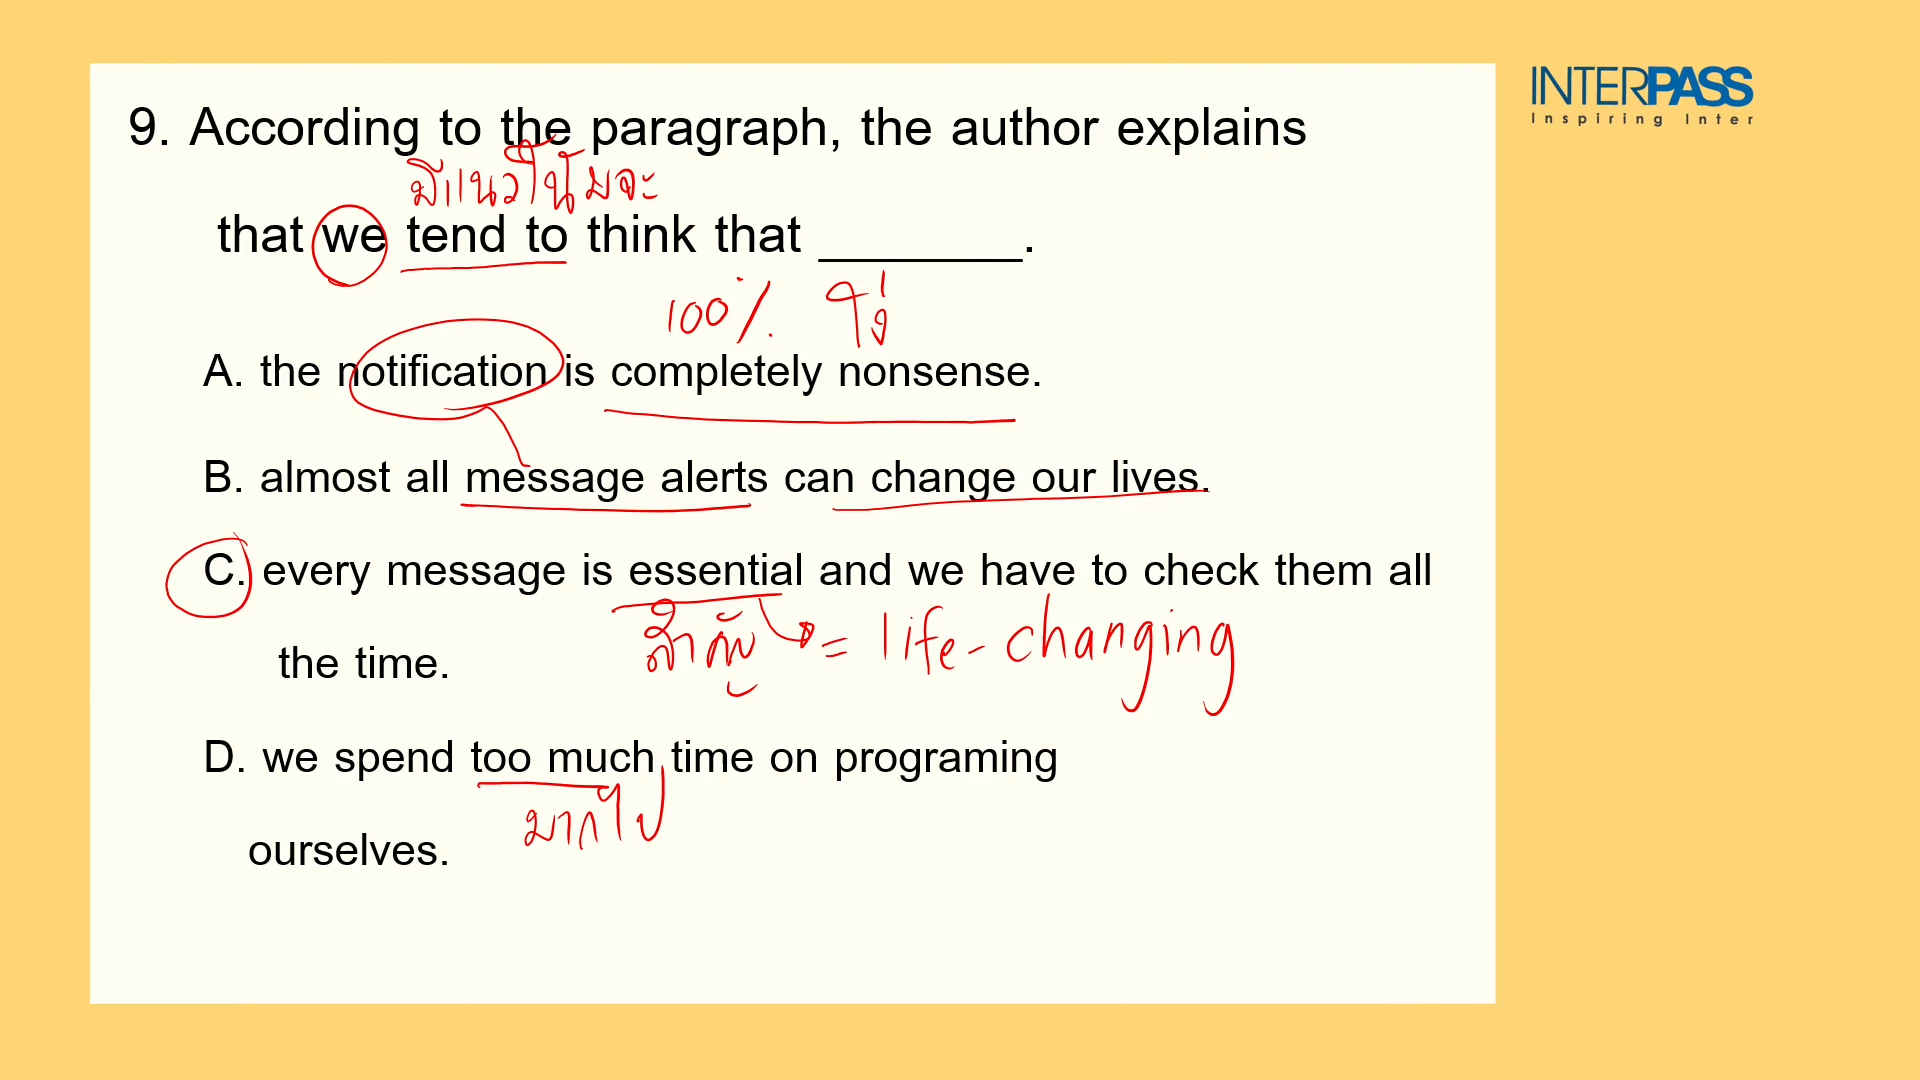 INTERPASS
Inspiring Inter
9. According to the paragraph, the author explains
มีแนวโน้มจะ
that we tend to think that ________.
100%
A. the notification is completely nonsense.
B. almost all message alerts can change our lives.
C. every message is essential and we have to check them all
the time.
สำคัญ = life-changing
D. we spend too much time on programing
มากไป
ourselves.